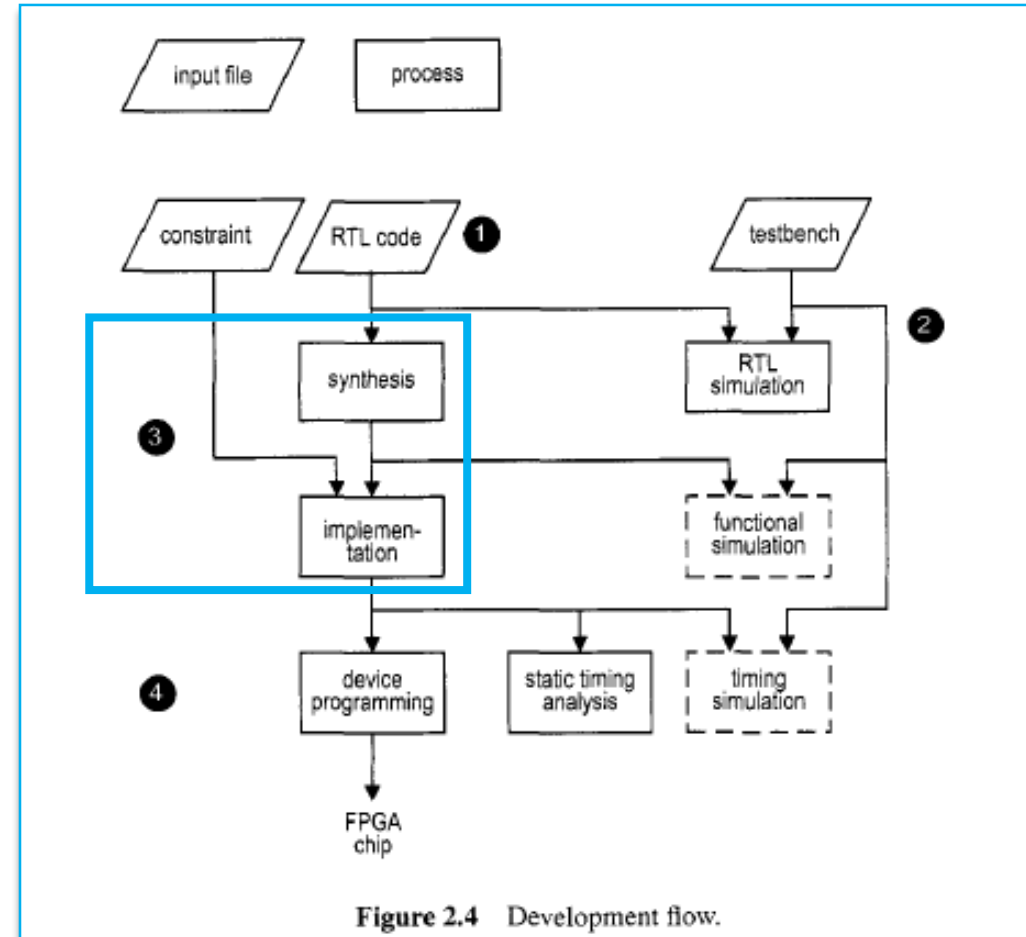 input file
process
constraint
RTL code
1
testbench
2
synthesis
RTL
simulation
3
implemen-
tation
functional
simulation
4
device
programming
static timing
analysis
timing
simulation
FPGA
chip
Figure 2.4 Development flow.